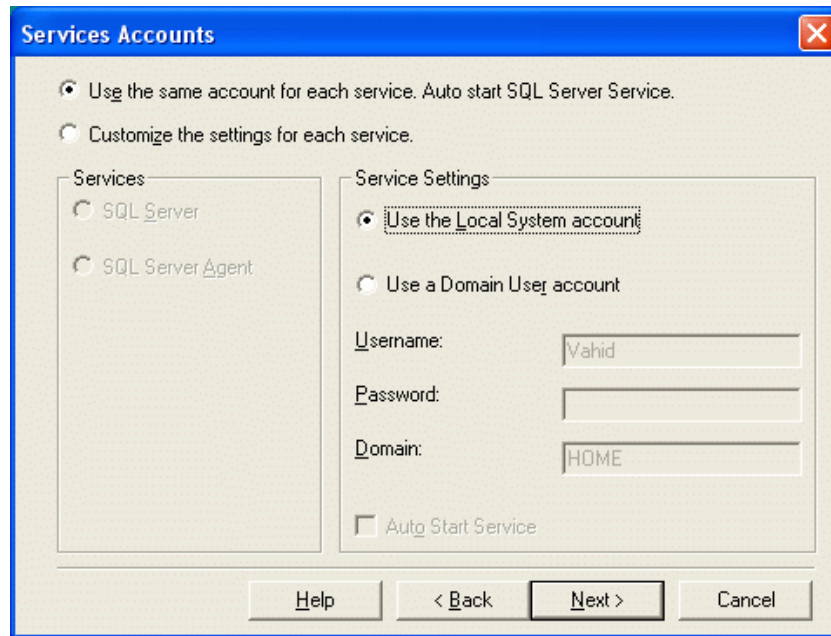 Services Accounts
Use the same account for each service. Auto start SQL Server Service.
Customize the settings for each service.
Services
SQL Server
SQL Server Agent
Service Settings
Use the Local System account
Use a Domain User account
Username:
Vahid
Password:
Domain:
HOME
Auto Start Service
Help
< Back
Next >
Cancel